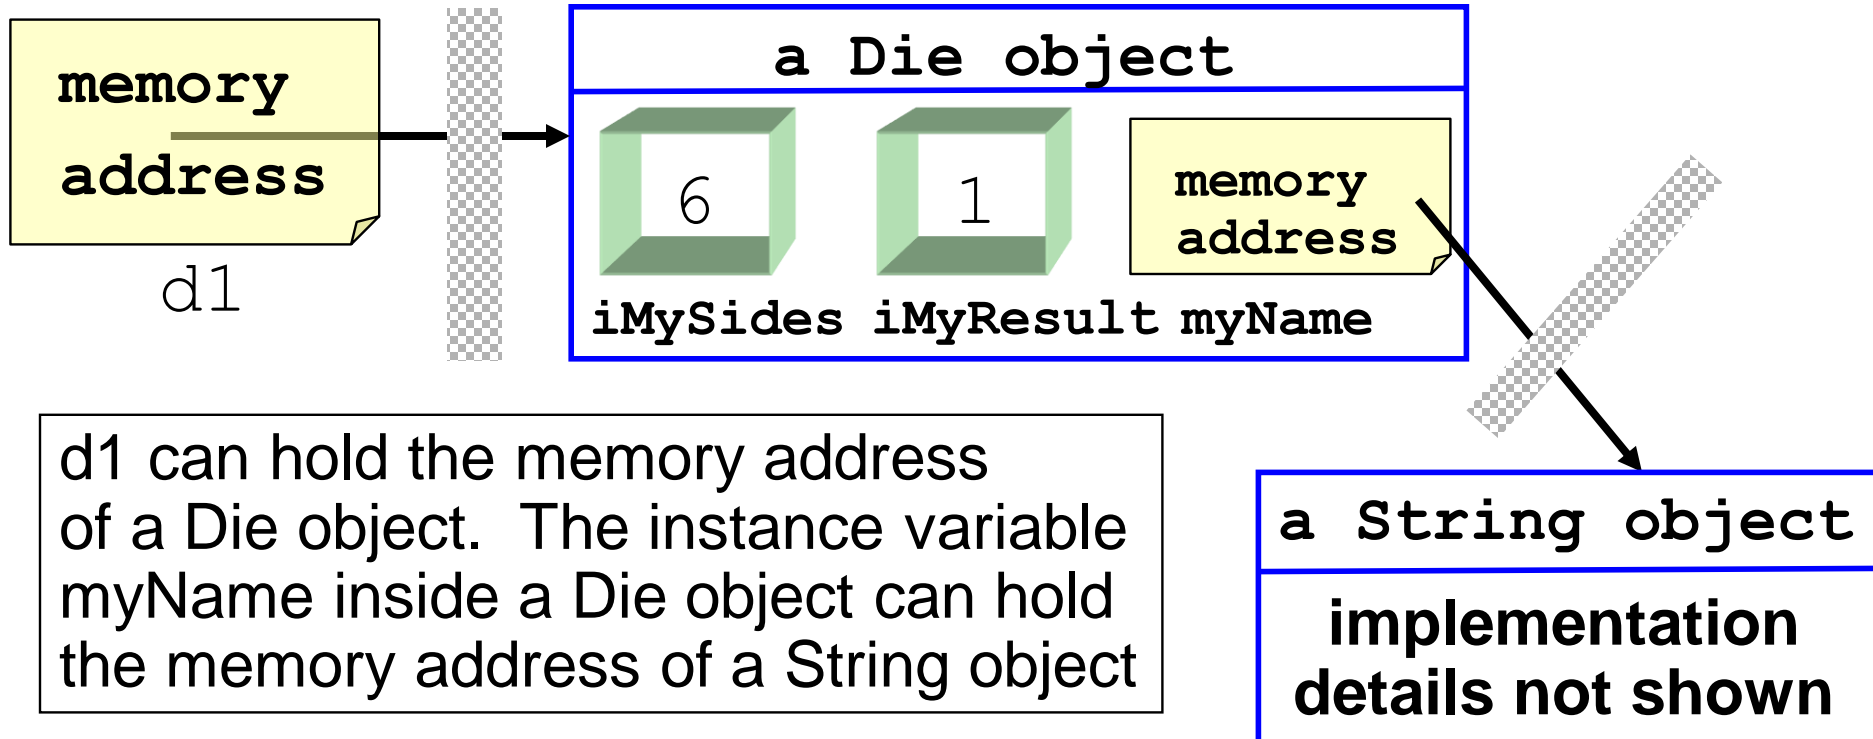 memory
address
d1
a Die object
6
1
memory
address
iMySides iMyResult myName
d1 can hold the memory address
of a Die object. The instance variable
myName inside a Die object can hold
the memory address of a String object
a String object
implementation
details not shown